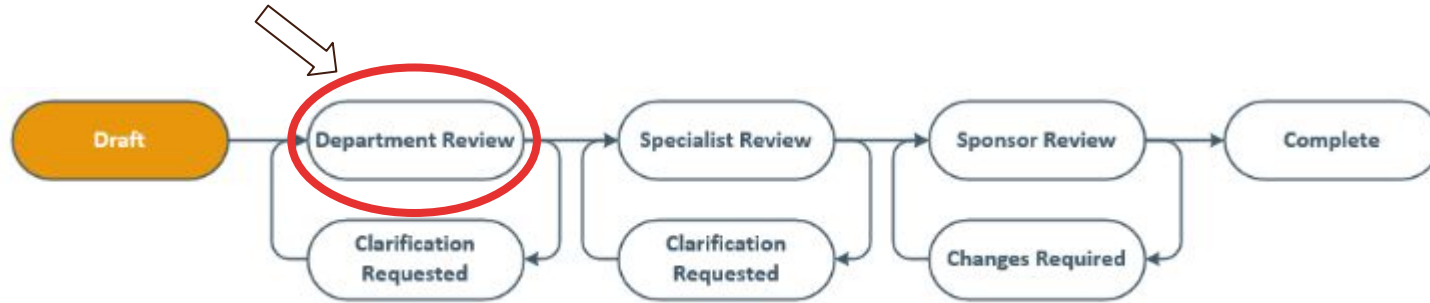 Draft
Department Review
Specialist Review
Sponsor Review
Complete
Clarification
Requested
Clarification
Requested
Changes Required